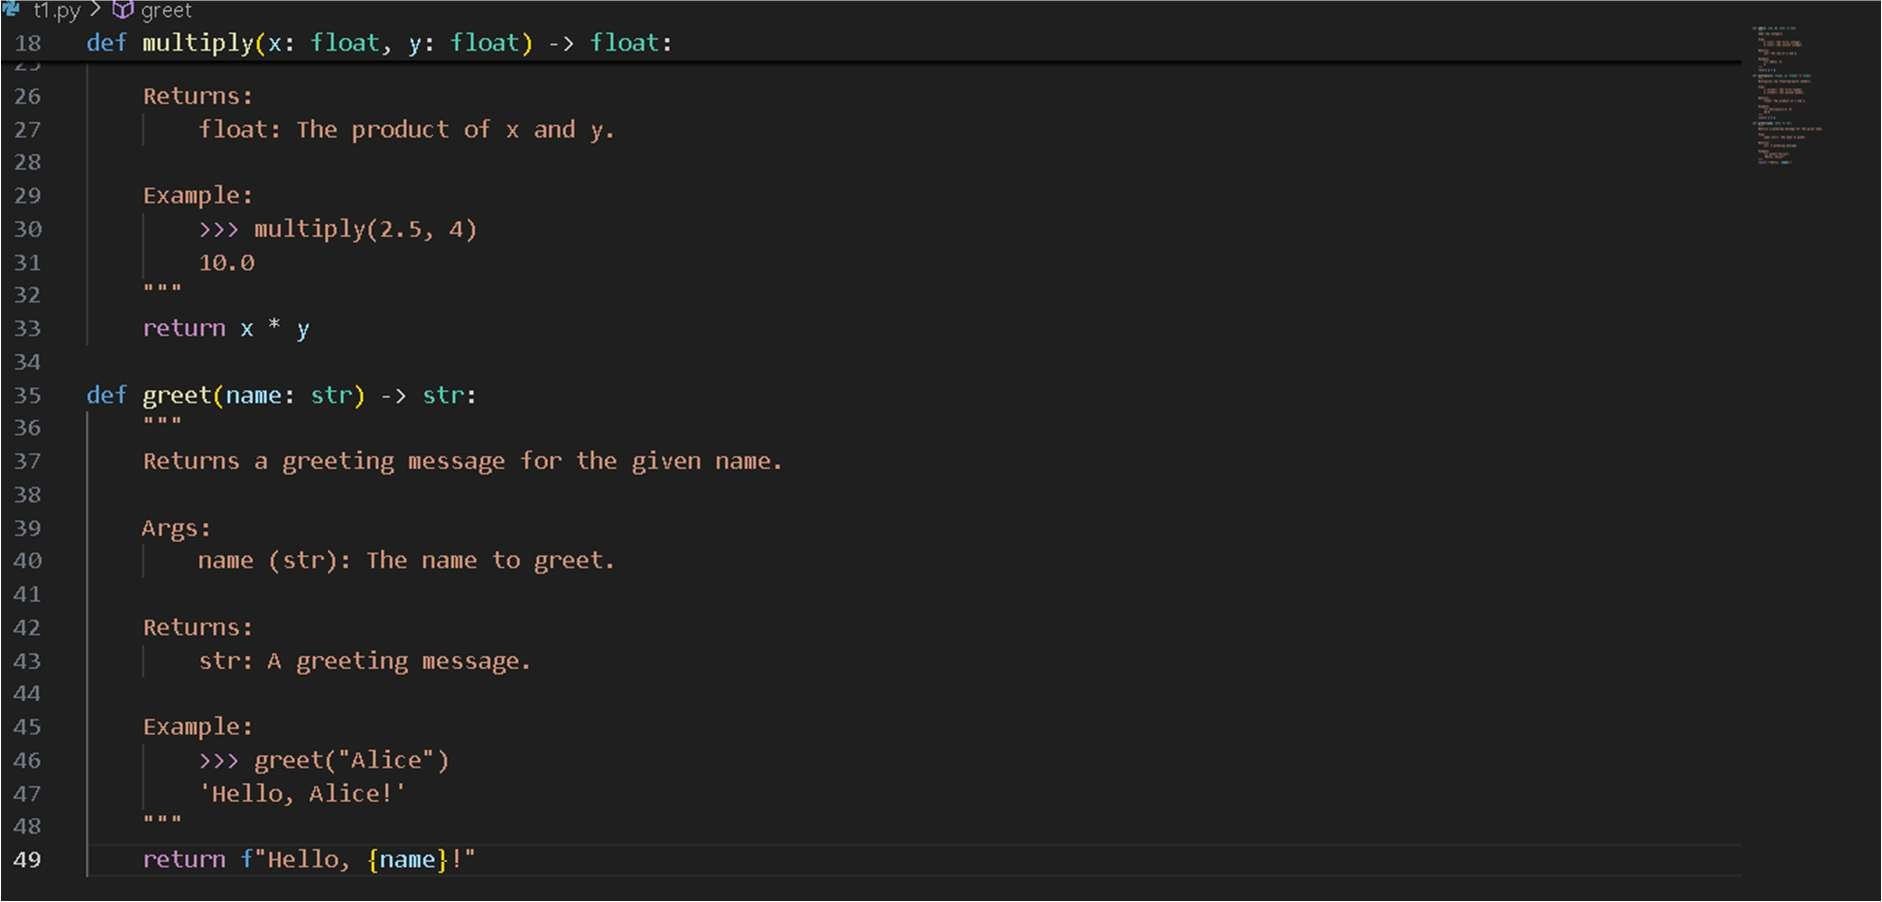 t1.py > greet
18 def multiply(x: float, y: float) -> float:
25
26     Returns:
27         float: The product of x and y.
28
29     Example:
30         >>> multiply(2.5, 4)
31         10.0
32     """
33     return x * y
34
35 def greet(name: str) -> str:
36     """
37     Returns a greeting message for the given name.
38
39     Args:
40         name (str): The name to greet.
41
42     Returns:
43         str: A greeting message.
44
45     Example:
46         >>> greet("Alice")
47         'Hello, Alice!'
48     """
49     return f"Hello, {name}!"